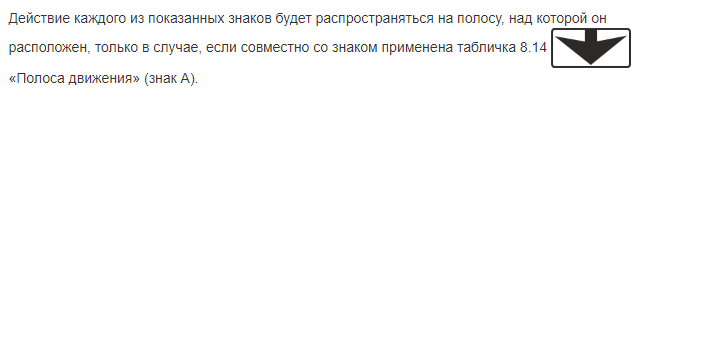 Действие каждого из показанных знаков будет распространяться на полосу, над которой он
расположен, только в случае, если совместно со знаком применена табличка 8.14
«Полоса движения» (знак А).